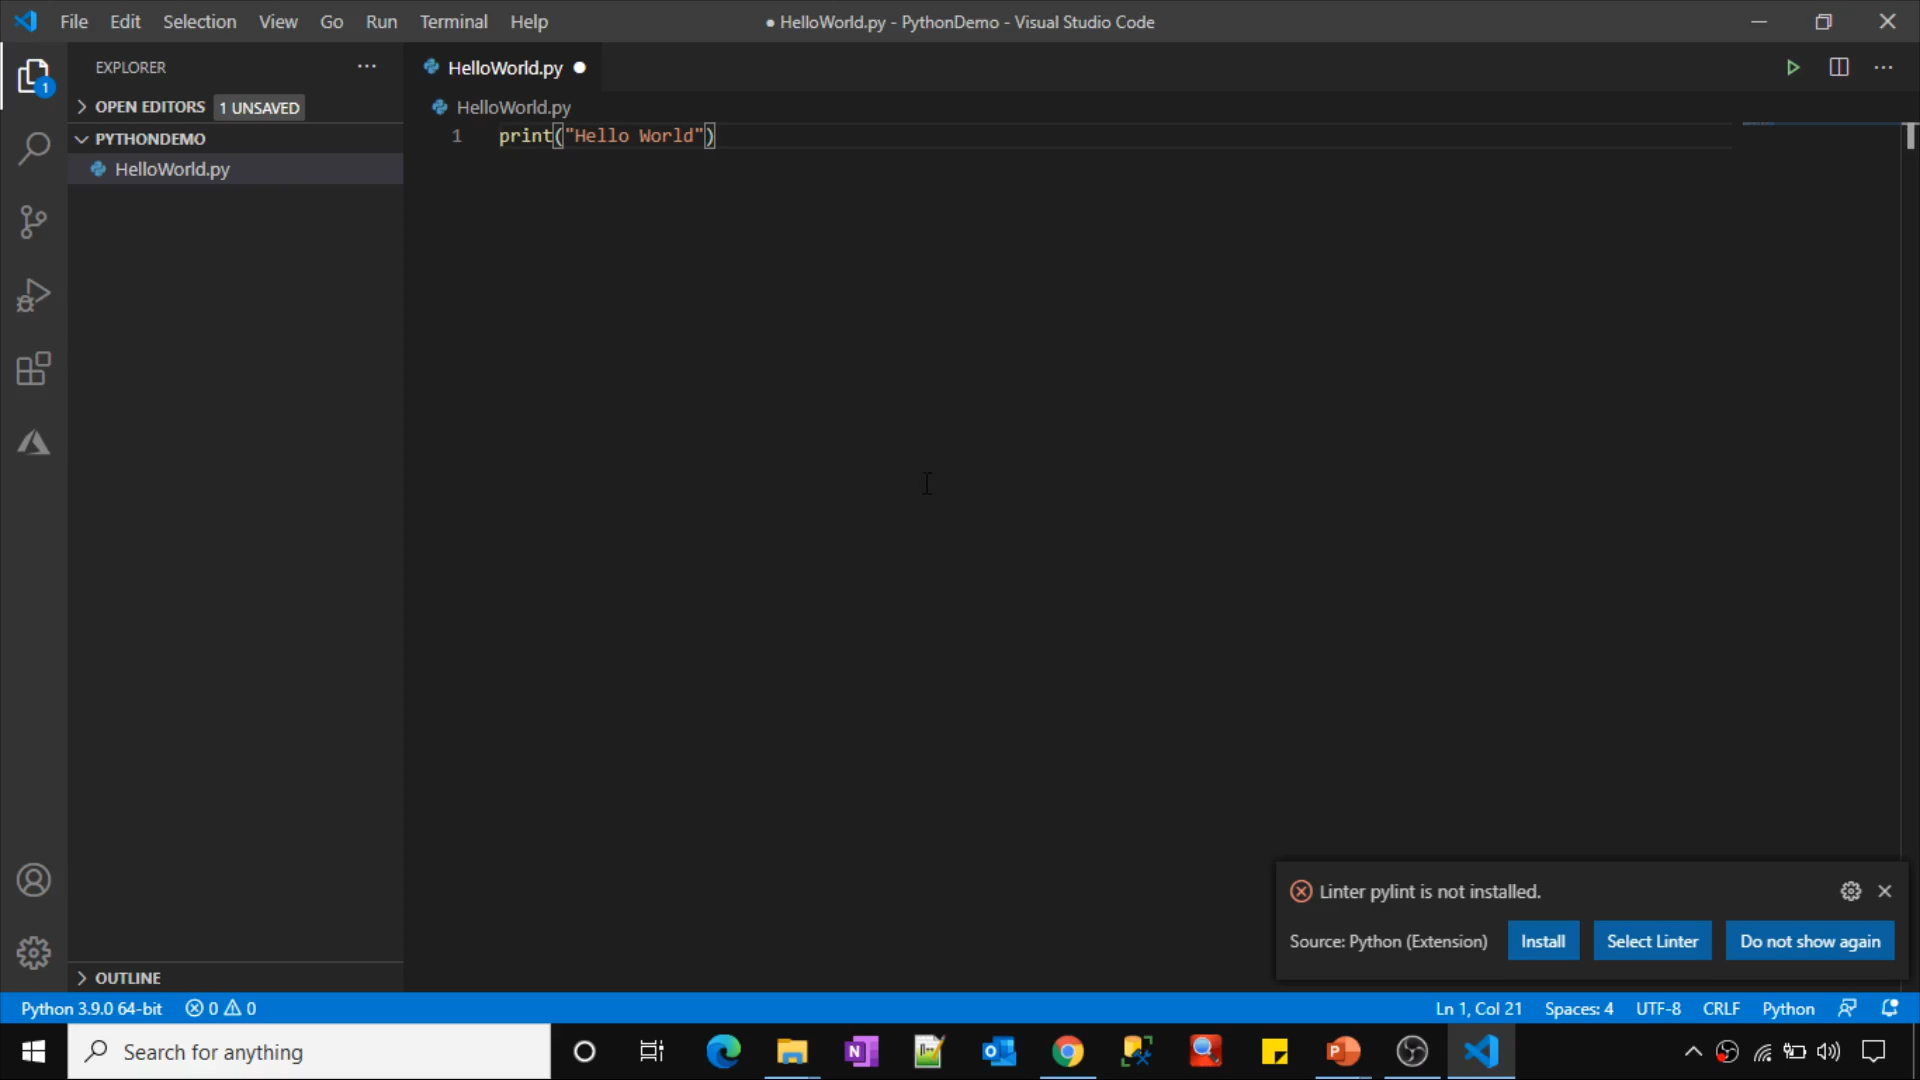 File Edit Selection View Go Run Terminal Help
● HelloWorld.py - PythonDemo - Visual Studio Code
EXPLORER
1
OPEN EDITORS 1 UNSAVED
PYTHONDEMO
HelloWorld.py
OUTLINE
HelloWorld.py
HelloWorld.py
1 print("Hello World")
Linter pylint is not installed.
Source: Python (Extension) Install Select Linter Do not show again
Python 3.9.0 64-bit 0 0 Ln 1, Col 21 Spaces: 4 UTF-8 CRLF Python
Search for anything